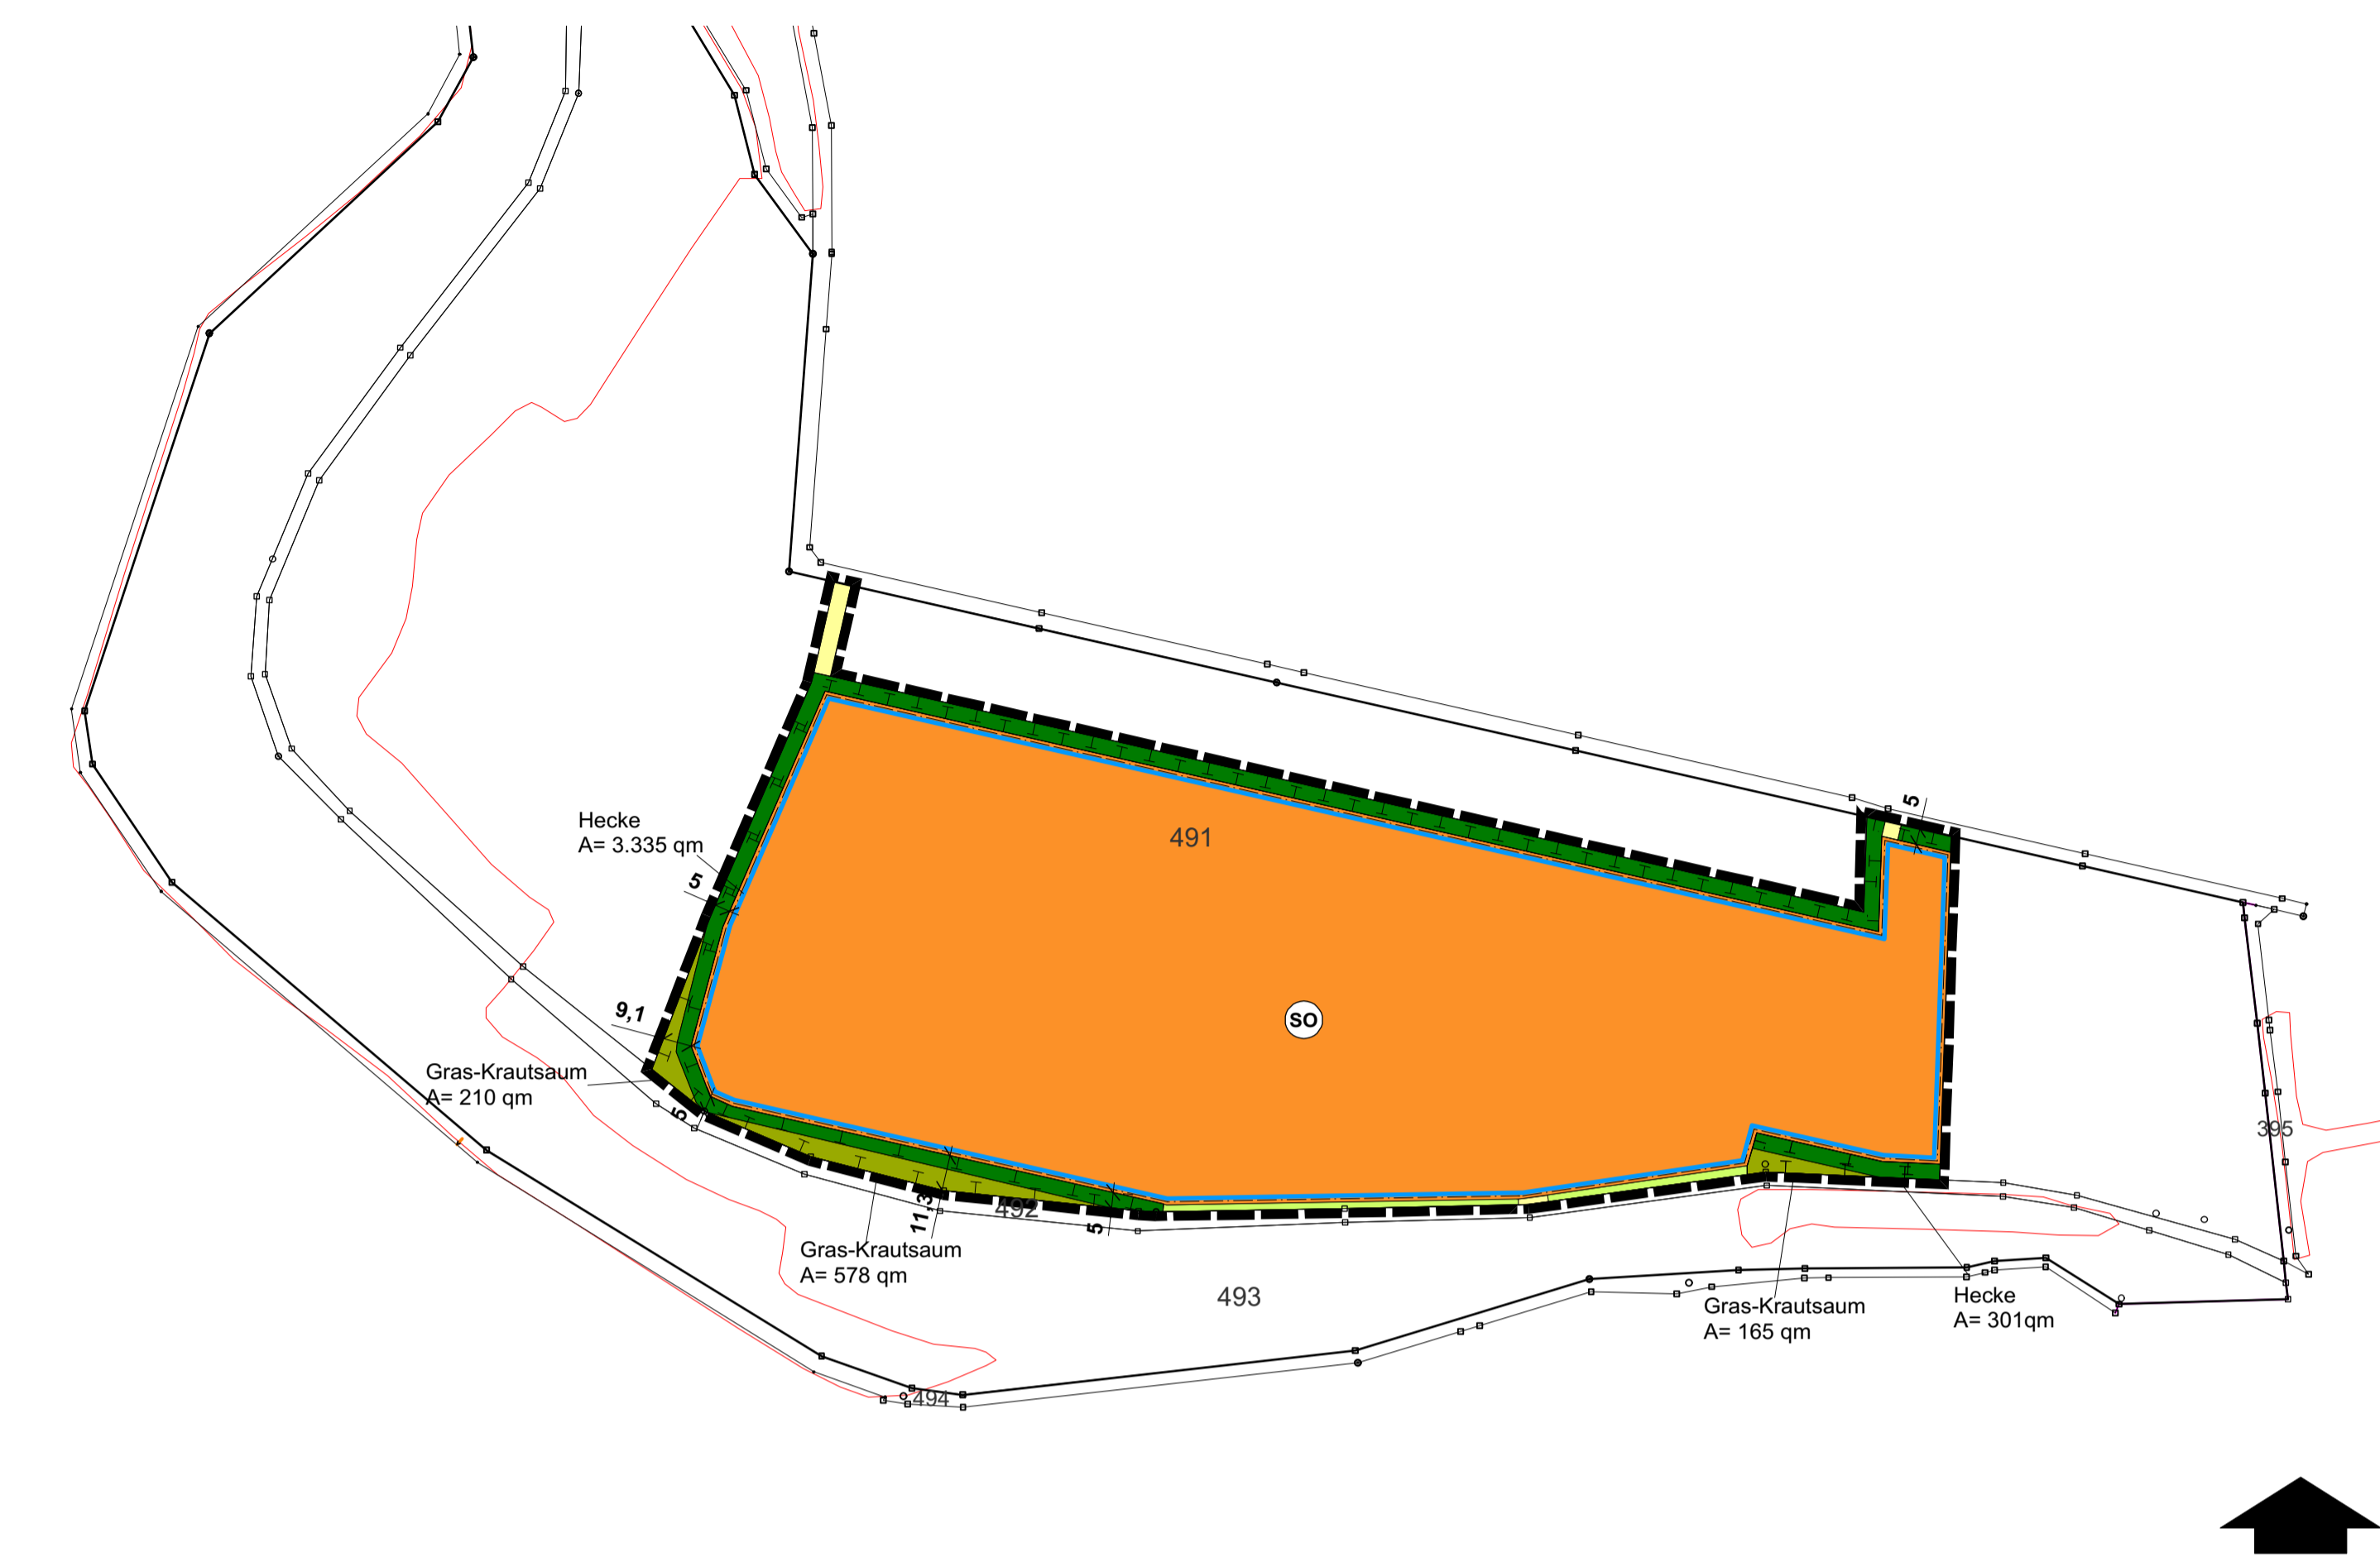 5
Hecke
A= 3.335 qm
491
5
9,1
SO
Gras-Krautsaum
A= 210 qm
5
395
492
11,3
5
Gras-Krautsaum
A= 578 qm
493
Gras-Krautsaum
A= 165 qm
Hecke
A= 301qm
494